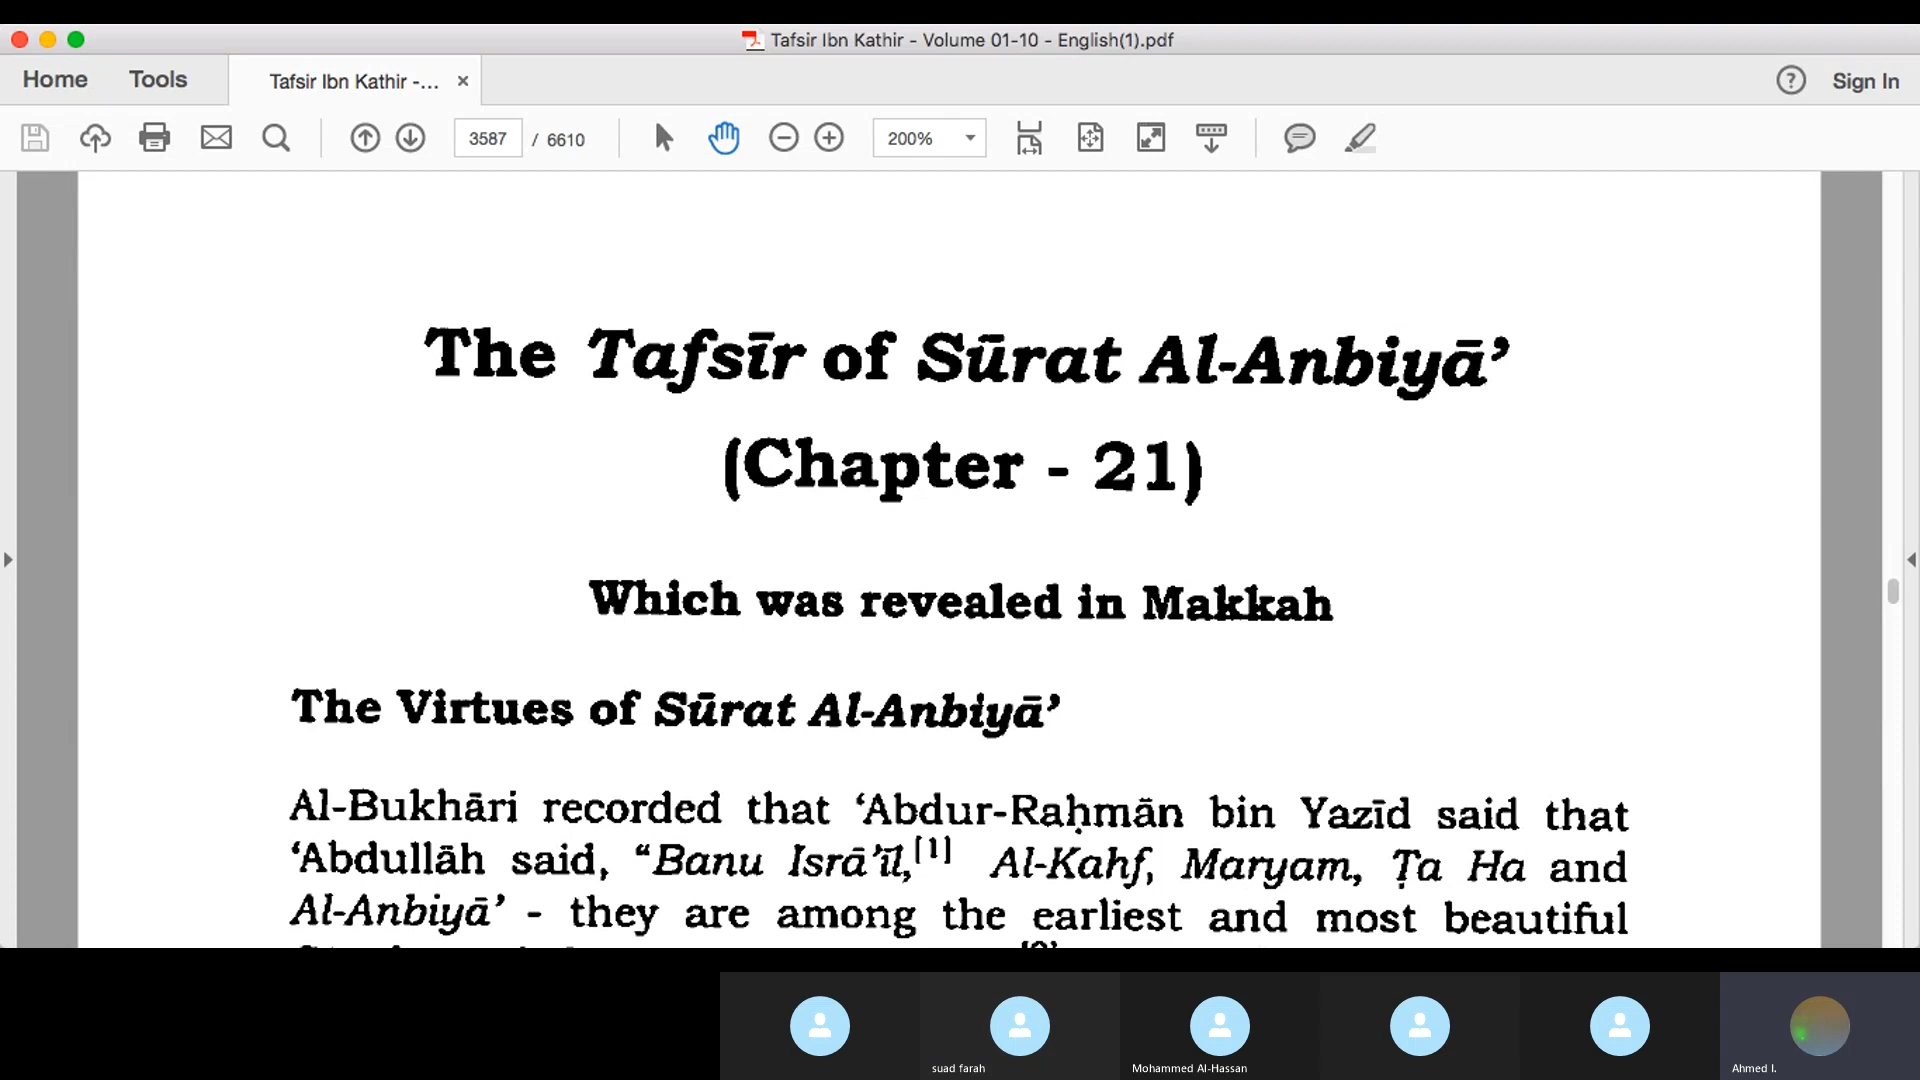 Tafsir Ibn Kathir - Volume 01-10 - English(1).pdf
Home Tools Tafsir Ibn Kathir -... × ? Sign In
3587 / 6610 200%
The Tafsīr of Sūrat Al-Anbiyā’
(Chapter - 21)
Which was revealed in Makkah
The Virtues of Sūrat Al-Anbiyā’
Al-Bukhāri recorded that ‘Abdur-Raḥmān bin Yazīd said that
‘Abdullāh said, “Banu Isrā’īl,[1] Al-Kahf, Maryam, Ṭa Ha and
Al-Anbiyā’ - they are among the earliest and most beautiful
suad farah
Mohammed Al-Hassan
Ahmed I.